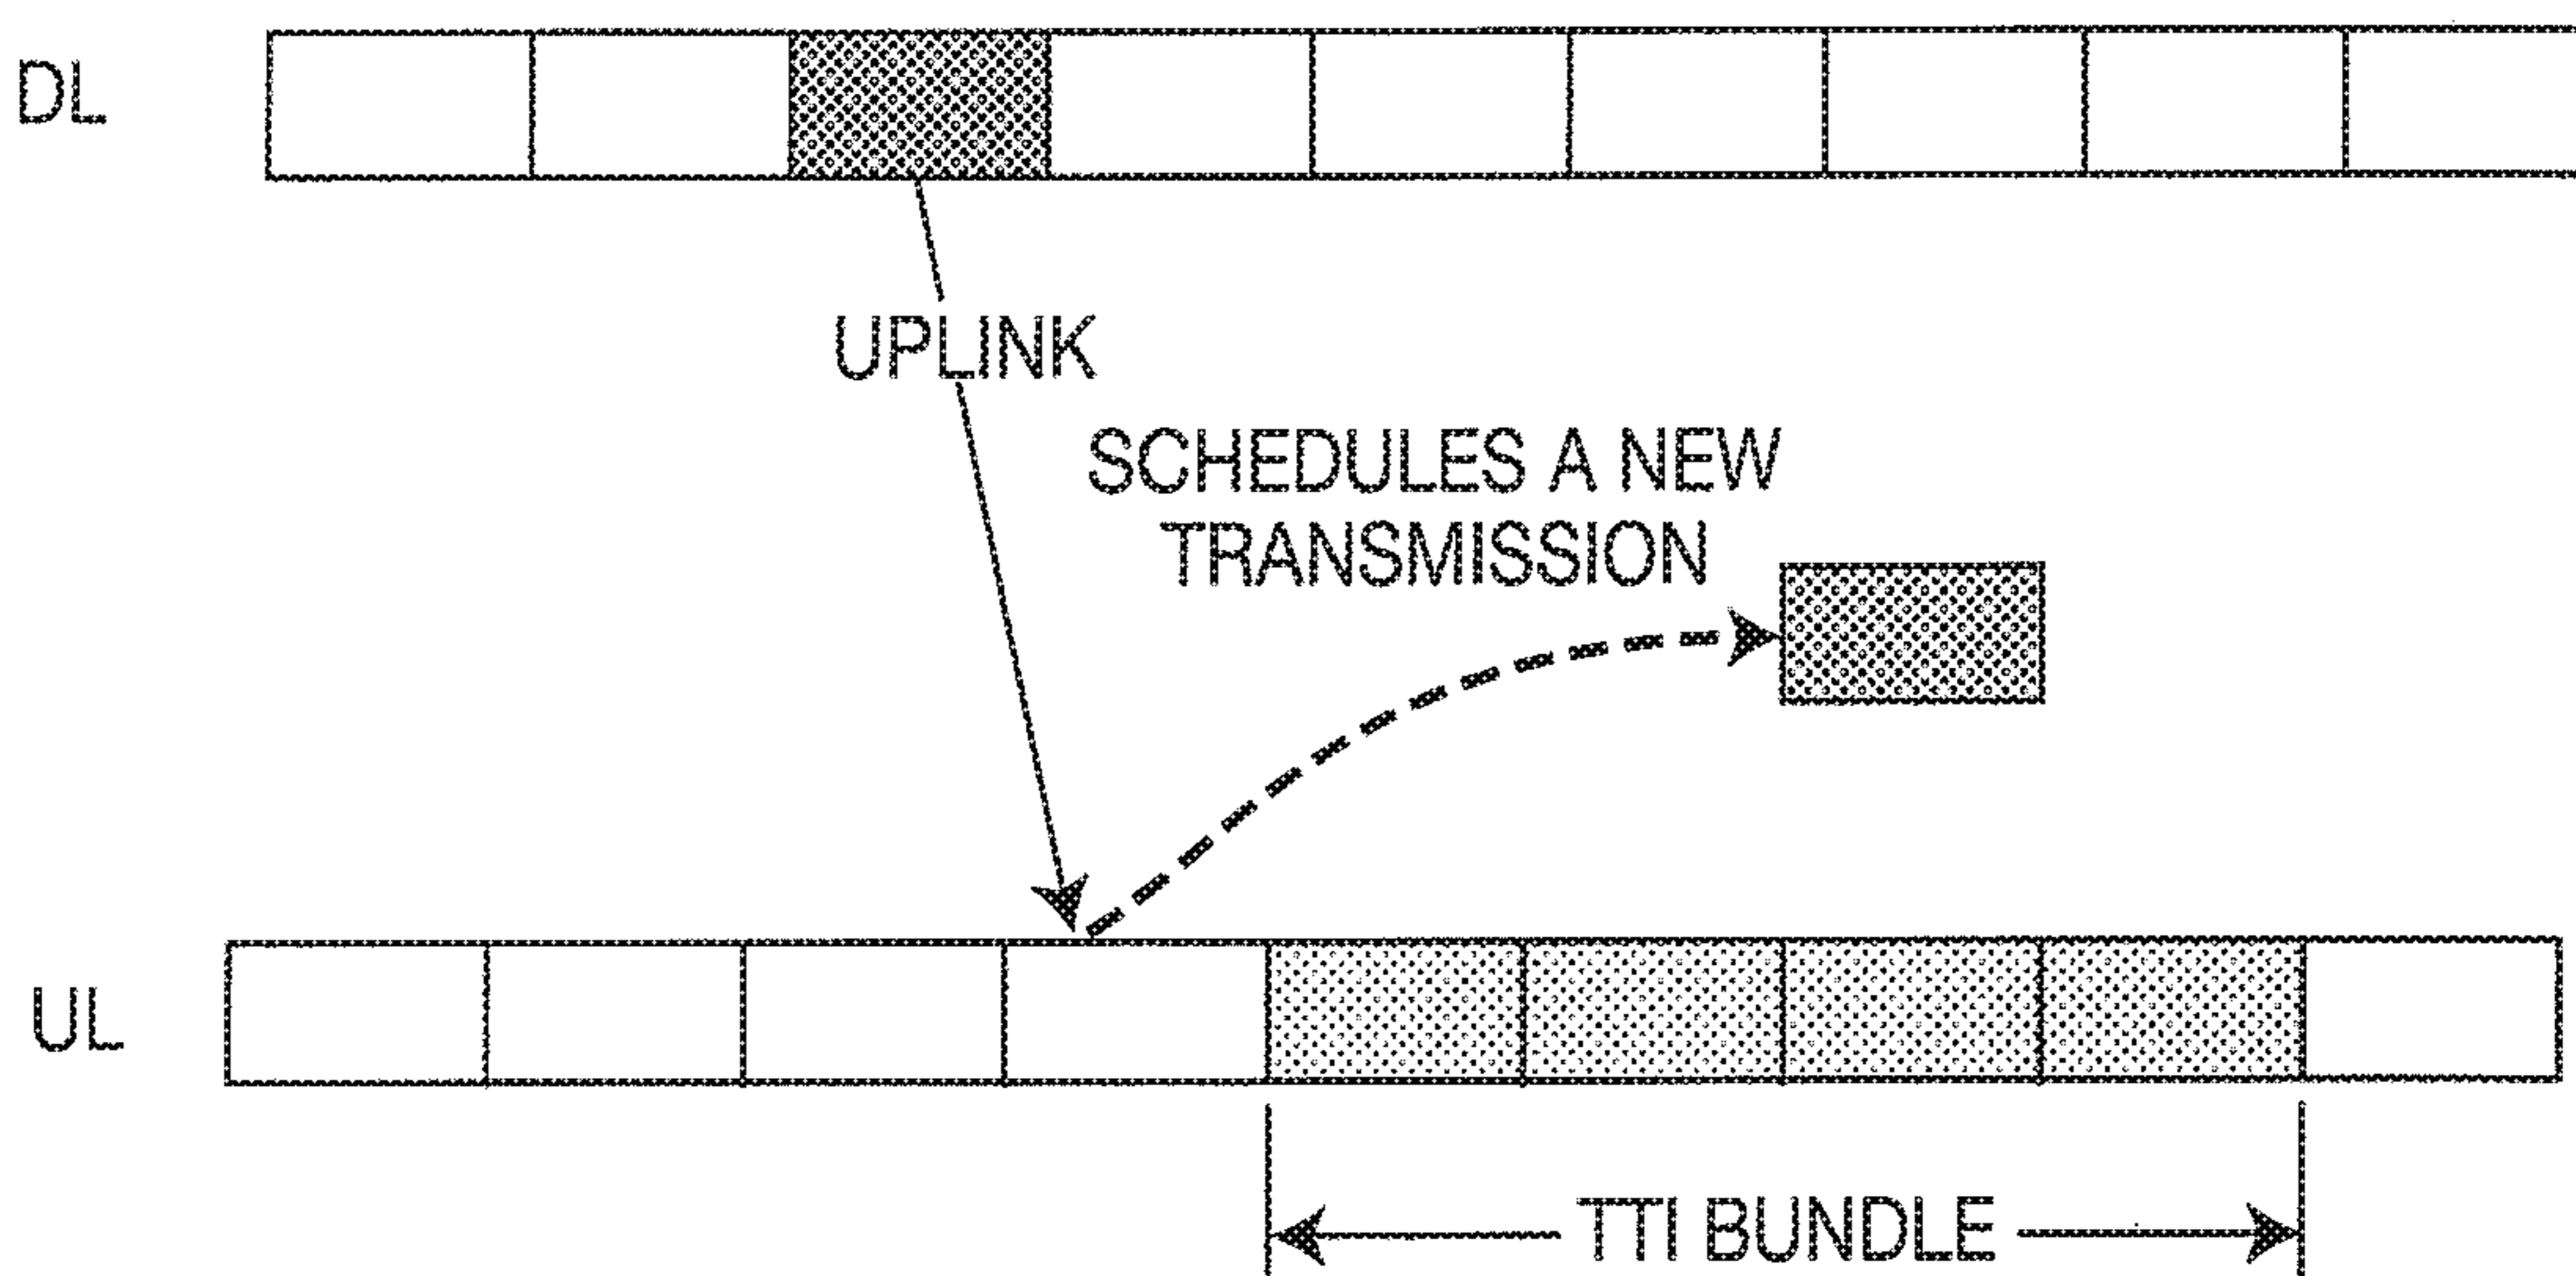 DL
UPLINK
SCHEDULES A NEW
TRANSMISSION
UL
TTI BUNDLE